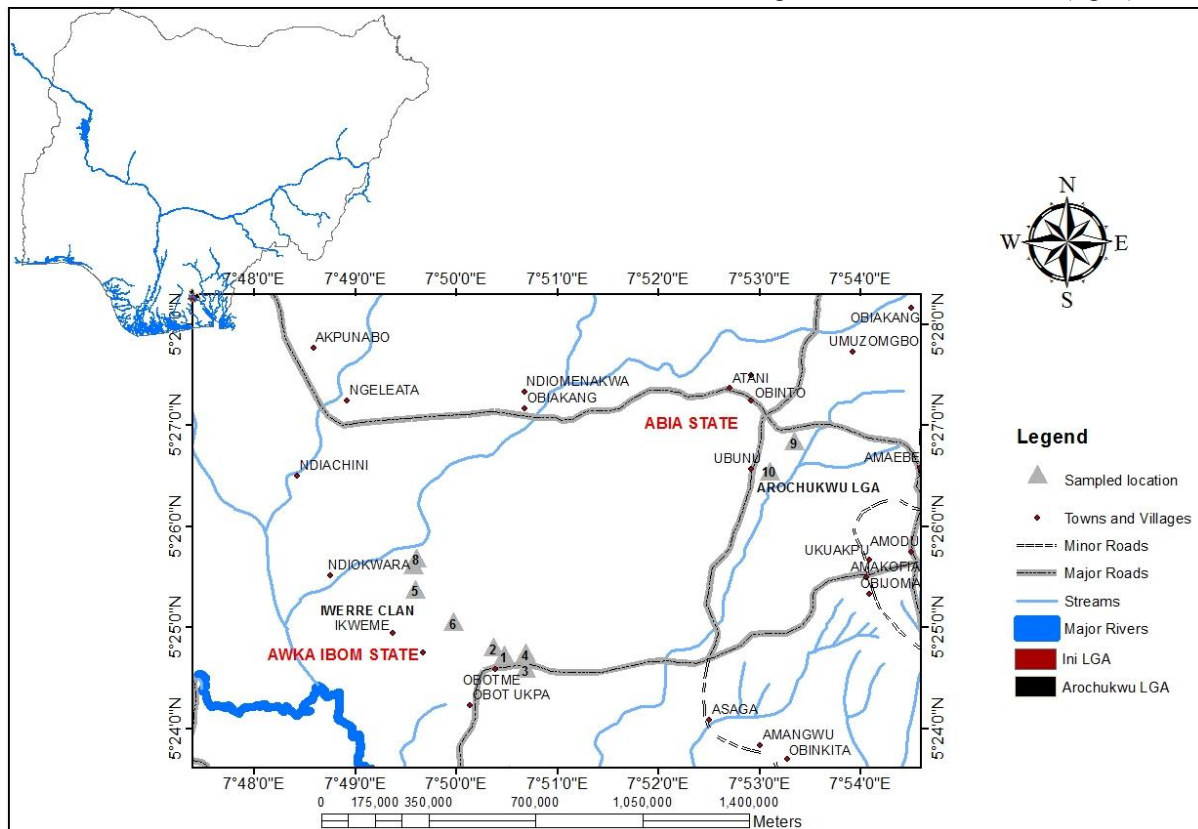 N
W E
S
7°48'0"E 7°49'0"E 7°50'0"E 7°51'0"E 7°52'0"E 7°53'0"E 7°54'0"E
5°28'0"N
5°28'0"N
OBIAKANG
AKPUNABO
UMUZOMGBO
NDIOMENAKWA
ATANI
NGELEATA
OBIAKANG
OBINTO
5°27'0"N
ABIA STATE
5°27'0"N
9
UBUNU
AMAEBE
NDIACHINI
10
AROCHUKWU LGA
5°26'0"N
5°26'0"N
UKUAKPU
AMODU
NDIOKWARA
8
AMAKOFIA
5
OBIJOMA
IWERRE CLAN
IKWEME
6
5°25'0"N
5°25'0"N
AWKA IBOM STATE
2
1
4
3
OBOTME
OBOT UKPA
ASAGA
5°24'0"N
AMANGWU
5°24'0"N
OBINKITA
7°48'0"E 7°49'0"E 7°50'0"E 7°51'0"E 7°52'0"E 7°53'0"E 7°54'0"E
0 175,000 350,000 700,000 1,050,000 1,400,000
Meters
Legend
Sampled location
Towns and Villages
Minor Roads
Major Roads
Streams
Major Rivers
Ini LGA
Arochukwu LGA